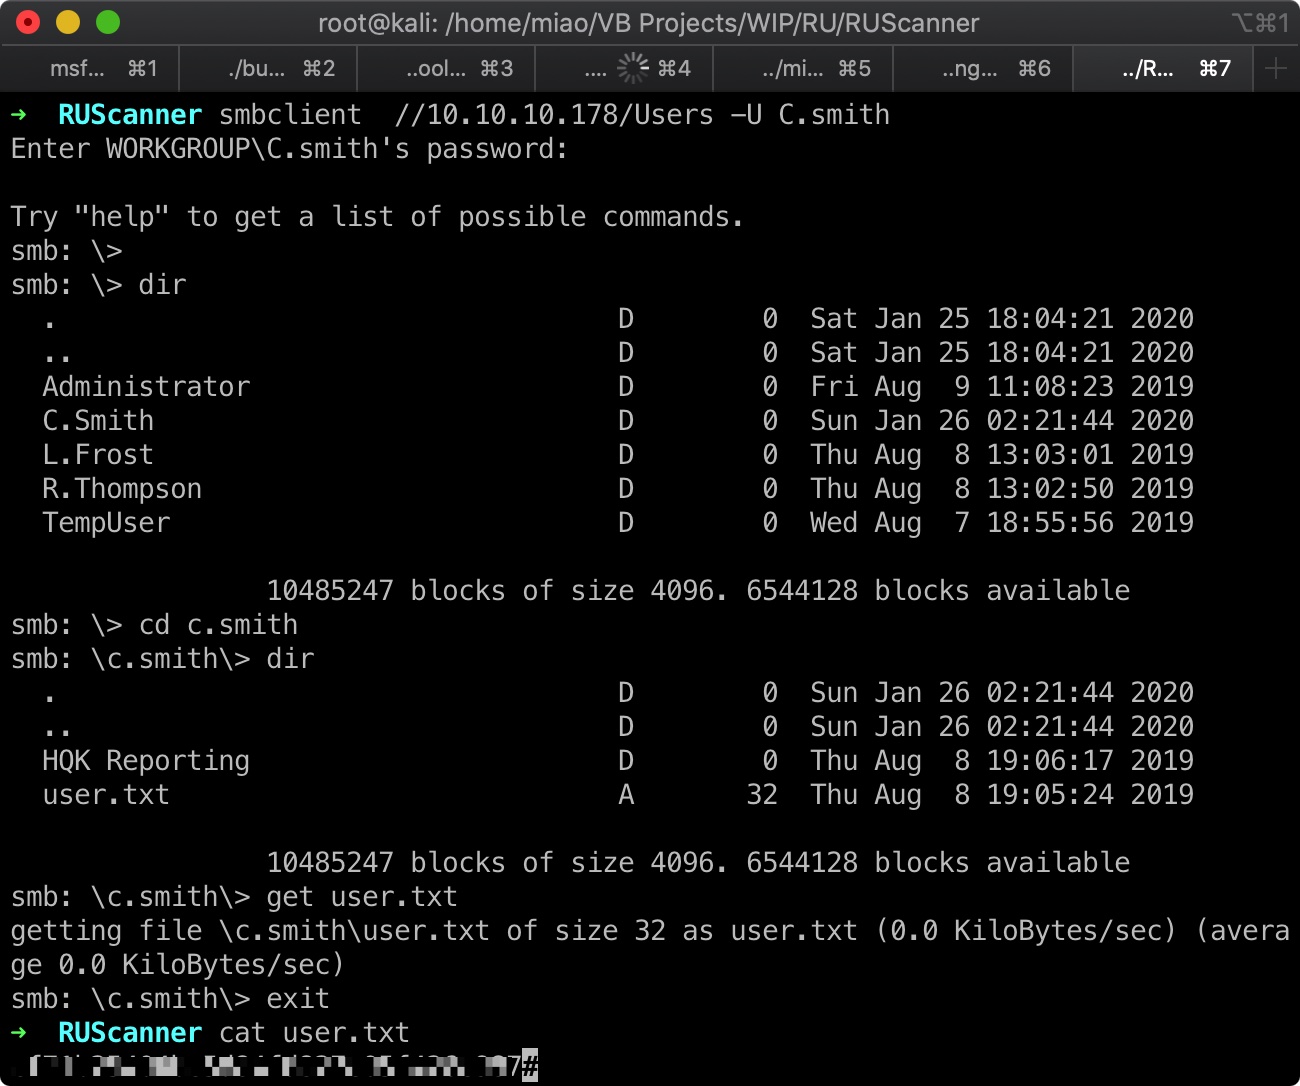 root@kali: /home/miao/VB Projects/WIP/RU/RUScanner ⌥⌘1
msf... ⌘1 ./bu... ⌘2 ..ool... ⌘3 .... ⌘4 ../mi... ⌘5 ..ng... ⌘6 ../R... ⌘7
→ RUScanner smbclient  //10.10.10.178/Users -U C.smith
Enter WORKGROUP\C.smith's password:
Try "help" to get a list of possible commands.
smb: \>
smb: \> dir
. D 0 Sat Jan 25 18:04:21 2020
.. D 0 Sat Jan 25 18:04:21 2020
Administrator D 0 Fri Aug 9 11:08:23 2019
C.Smith D 0 Sun Jan 26 02:21:44 2020
L.Frost D 0 Thu Aug 8 13:03:01 2019
R.Thompson D 0 Thu Aug 8 13:02:50 2019
TempUser D 0 Wed Aug 7 18:55:56 2019
10485247 blocks of size 4096. 6544128 blocks available
smb: \> cd c.smith
smb: \c.smith\> dir
. D 0 Sun Jan 26 02:21:44 2020
.. D 0 Sun Jan 26 02:21:44 2020
HQK Reporting D 0 Thu Aug 8 19:06:17 2019
user.txt A 32 Thu Aug 8 19:05:24 2019
10485247 blocks of size 4096. 6544128 blocks available
smb: \c.smith\> get user.txt
getting file \c.smith\user.txt of size 32 as user.txt (0.0 KiloBytes/sec) (avera
ge 0.0 KiloBytes/sec)
smb: \c.smith\> exit
→ RUScanner cat user.txt
#